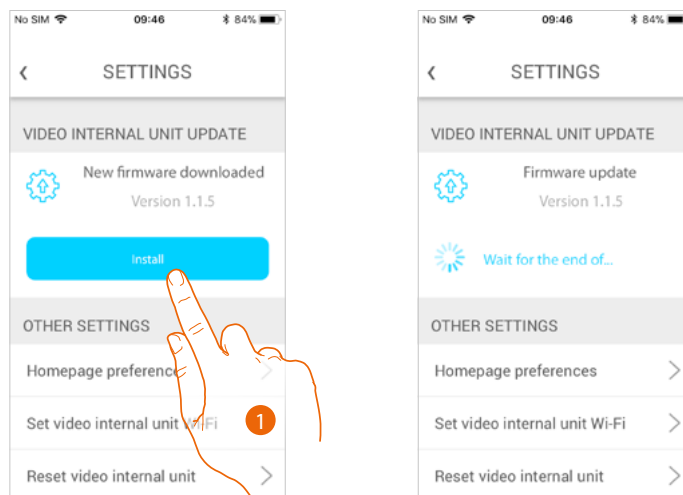 No SIM 09:46 84%
SETTINGS
VIDEO INTERNAL UNIT UPDATE
New firmware downloaded
Version 1.1.5
Install
OTHER SETTINGS
Homepage preference
Set video internal unit Wi-Fi
1
Reset video internal unit
No SIM 09:46 84%
SETTINGS
VIDEO INTERNAL UNIT UPDATE
Firmware update
Version 1.1.5
Wait for the end of...
OTHER SETTINGS
Homepage preferences
Set video internal unit Wi-Fi
Reset video internal unit